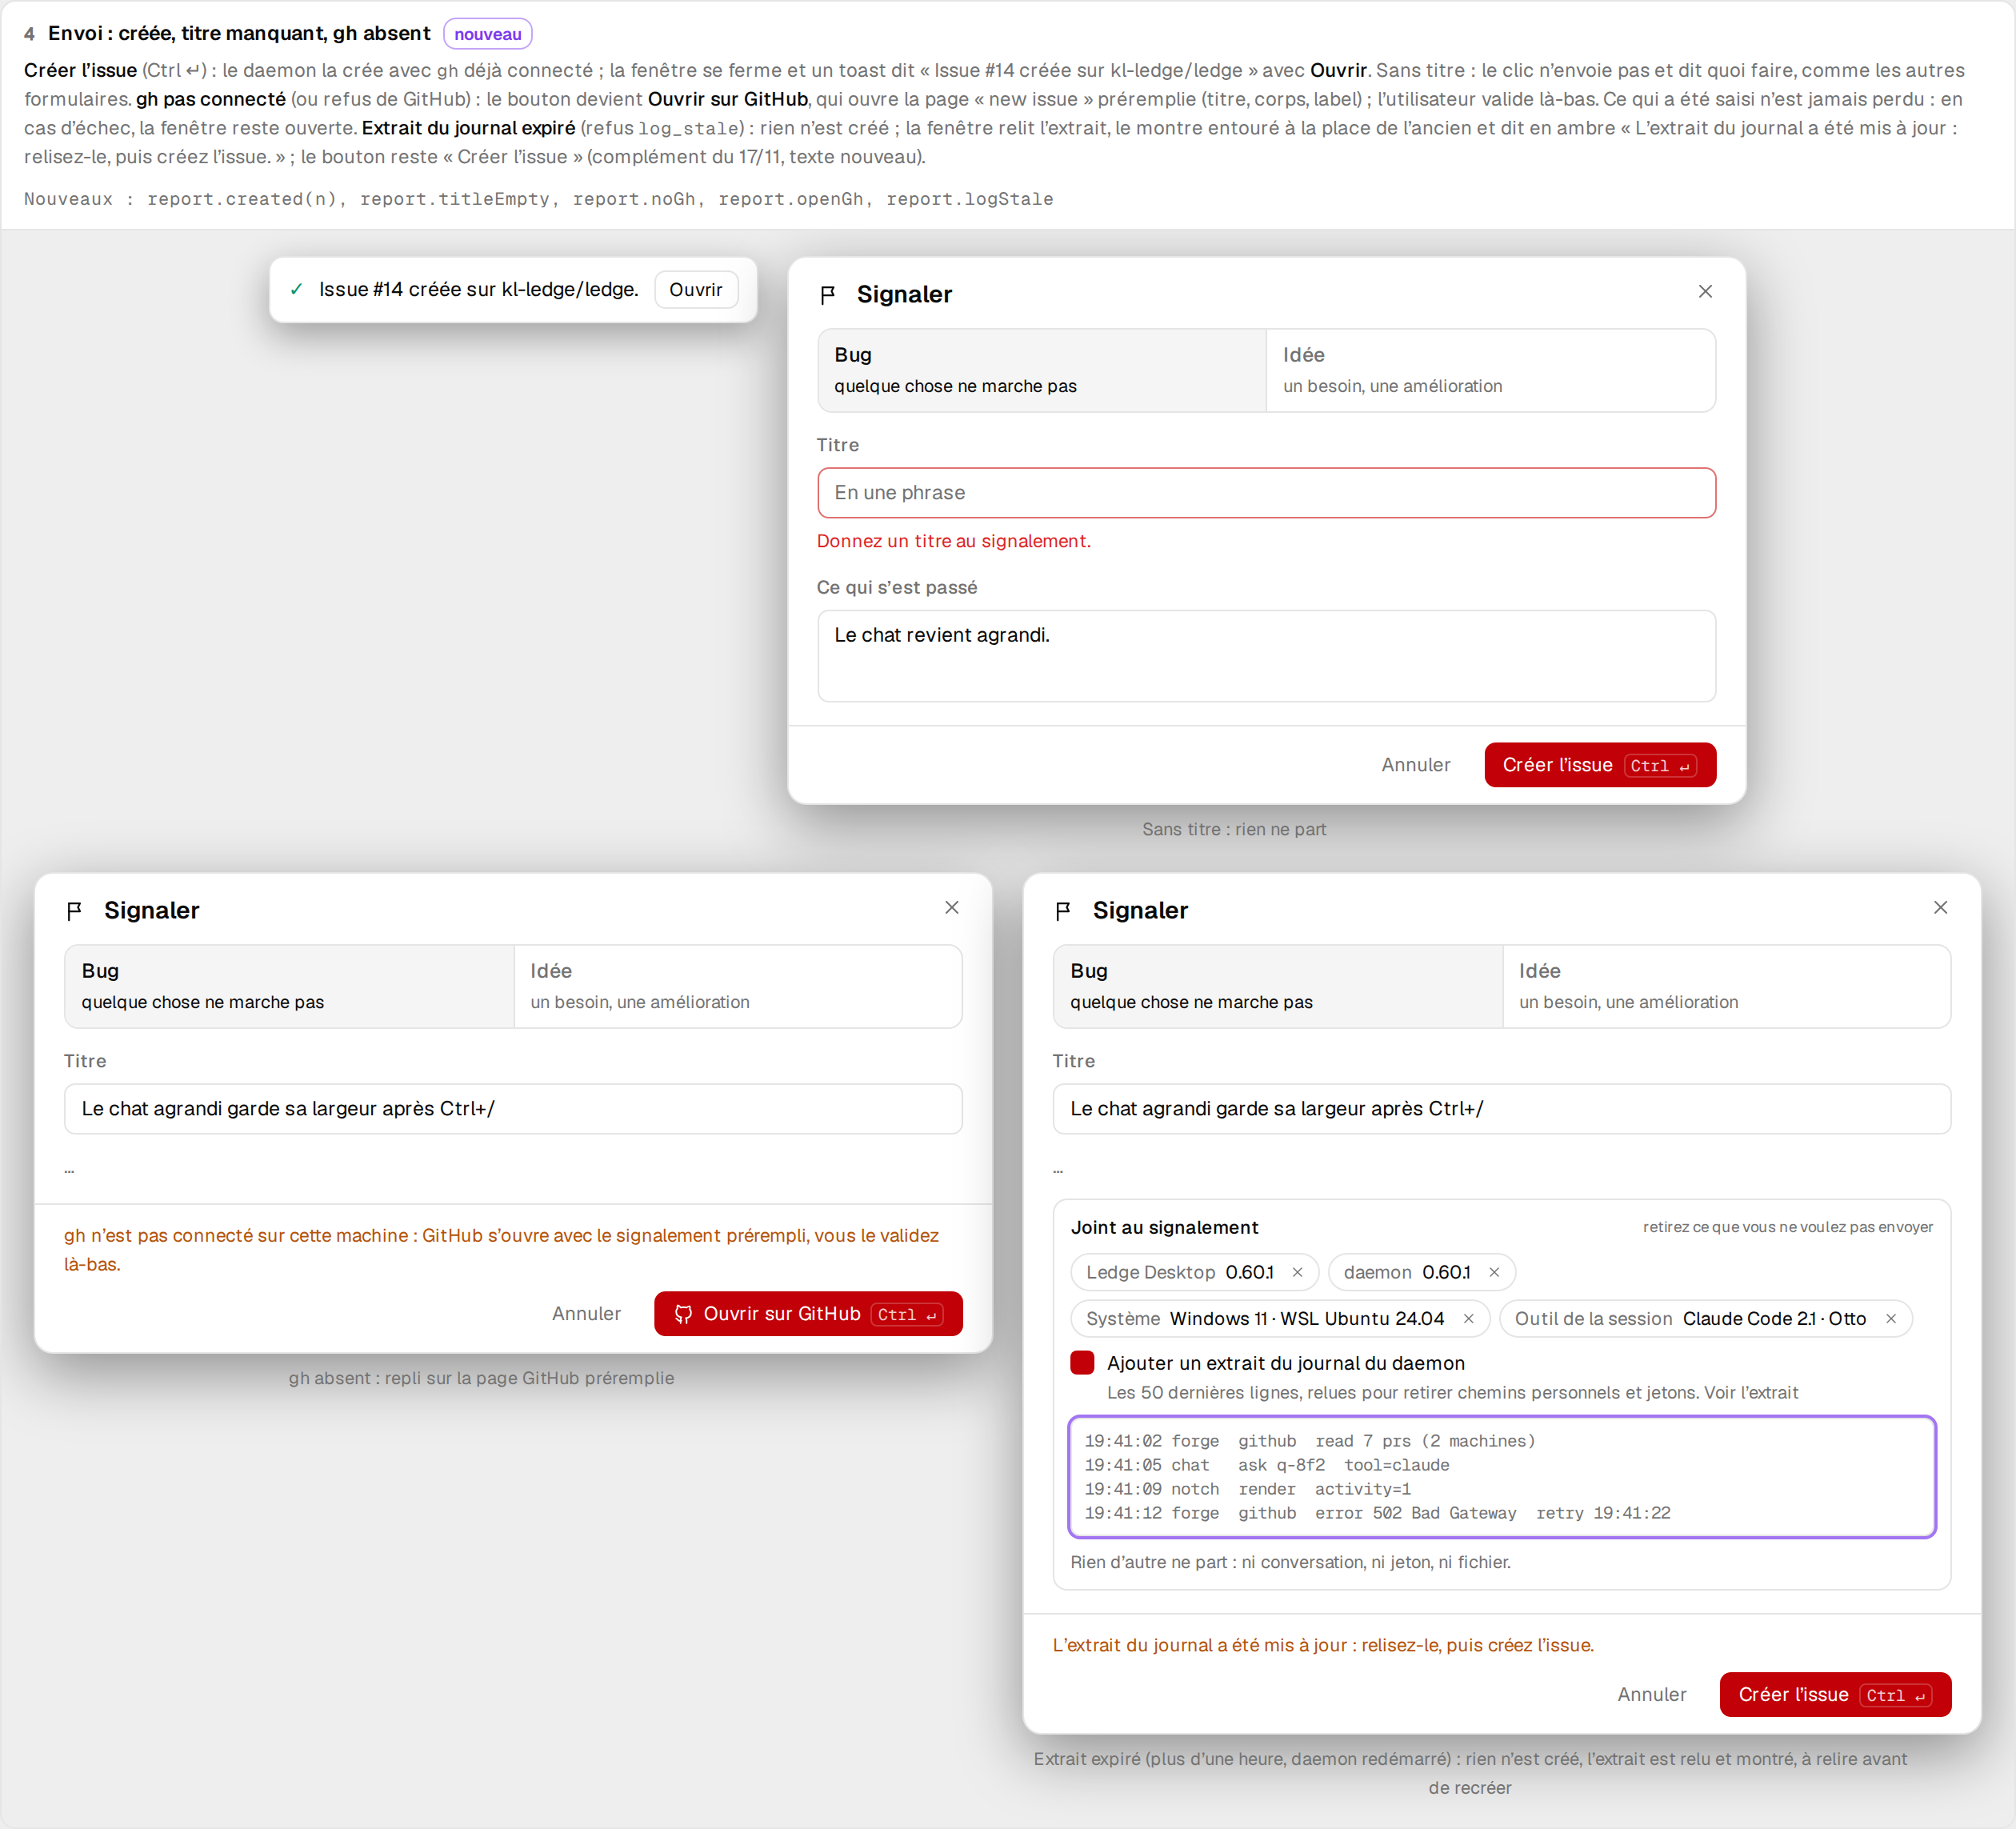 4 Envoi : créée, titre manquant, gh absent nouveau
Créer l’issue (Ctrl ↵) : le daemon la crée avec gh déjà connecté ; la fenêtre se ferme et un toast dit « Issue #14 créée sur kl-ledge/ledge » avec Ouvrir. Sans titre : le clic n’envoie pas et dit quoi faire, comme les autres
formulaires. gh pas connecté (ou refus de GitHub) : le bouton devient Ouvrir sur GitHub, qui ouvre la page « new issue » préremplie (titre, corps, label) ; l’utilisateur valide là-bas. Ce qui a été saisi n’est jamais perdu : en
cas d’échec, la fenêtre reste ouverte. Extrait du journal expiré (refus log_stale) : rien n’est créé ; la fenêtre relit l’extrait, le montre entouré à la place de l’ancien et dit en ambre « L’extrait du journal a été mis à jour :
relisez-le, puis créez l’issue. » ; le bouton reste « Créer l’issue » (complément du 17/11, texte nouveau).
Nouveaux : report.created(n), report.titleEmpty, report.noGh, report.openGh, report.logStale
✓ Issue #14 créée sur kl-ledge/ledge. Ouvrir
Signaler
Bug
quelque chose ne marche pas
Idée
un besoin, une amélioration
Titre
En une phrase
Donnez un titre au signalement.
Ce qui s’est passé
Le chat revient agrandi.
Annuler Créer l’issue Ctrl ↵
Sans titre : rien ne part
Signaler
Bug
quelque chose ne marche pas
Idée
un besoin, une amélioration
Titre
Le chat agrandi garde sa largeur après Ctrl+/
…
gh n’est pas connecté sur cette machine : GitHub s’ouvre avec le signalement prérempli, vous le validez
là-bas.
Annuler Ouvrir sur GitHub Ctrl ↵
gh absent : repli sur la page GitHub préremplie
Signaler
Bug
quelque chose ne marche pas
Idée
un besoin, une amélioration
Titre
Le chat agrandi garde sa largeur après Ctrl+/
…
Joint au signalement retirez ce que vous ne voulez pas envoyer
Ledge Desktop 0.60.1 × daemon 0.60.1 ×
Système Windows 11 · WSL Ubuntu 24.04 × Outil de la session Claude Code 2.1 · Otto ×
Ajouter un extrait du journal du daemon
Les 50 dernières lignes, relues pour retirer chemins personnels et jetons. Voir l’extrait
19:41:02 forge github read 7 prs (2 machines)
19:41:05 chat ask q-8f2 tool=claude
19:41:09 notch render activity=1
19:41:12 forge github error 502 Bad Gateway retry 19:41:22
Rien d’autre ne part : ni conversation, ni jeton, ni fichier.
L’extrait du journal a été mis à jour : relisez-le, puis créez l’issue.
Annuler Créer l’issue Ctrl ↵
Extrait expiré (plus d’une heure, daemon redémarré) : rien n’est créé, l’extrait est relu et montré, à relire avant
de recréer